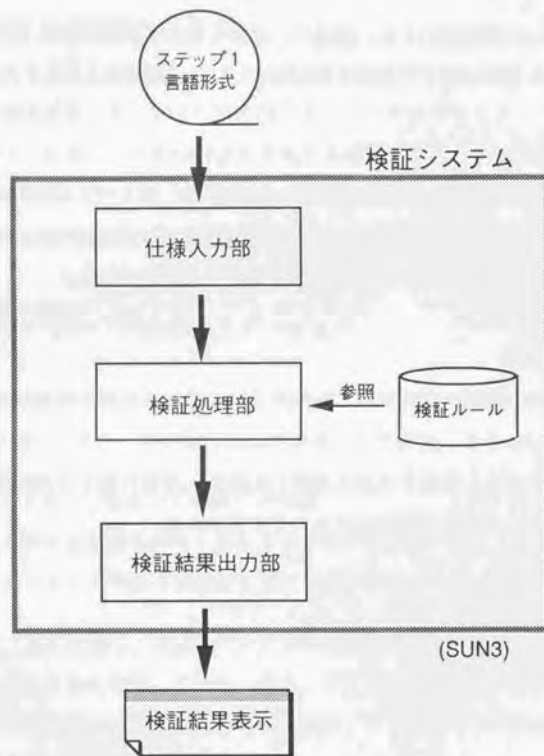 ステップ1
言語形式
検証システム
仕様入力部
検証処理部
参照
検証ルール
検証結果出力部
(SUN3)
検証結果表示